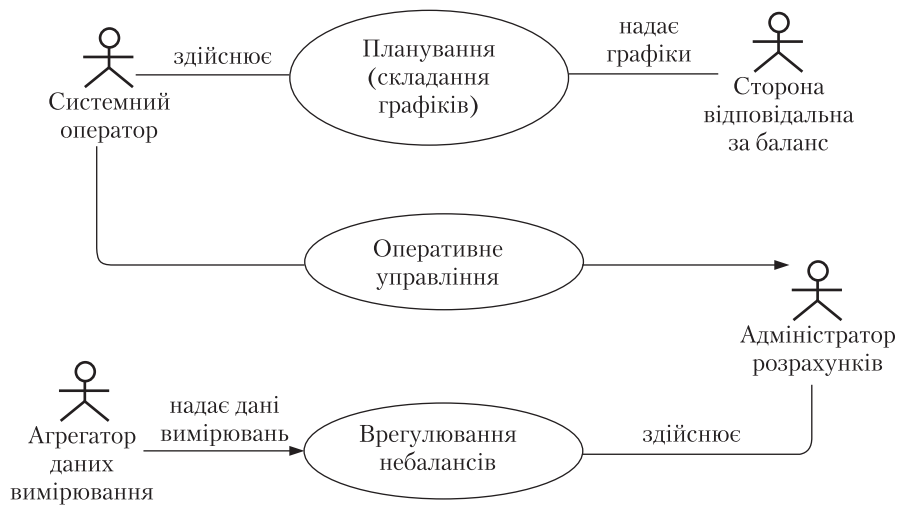 здійснює
Планування
(складання
графіків)
надає
графіки
Системний
оператор
Сторона
відповідальна
за баланс
Оперативне
управління
Адміністратор
розрахунків
надає дані
вимірювань
Врегулювання
небалансів
здійснює
Агрегатор
даних
вимірювання